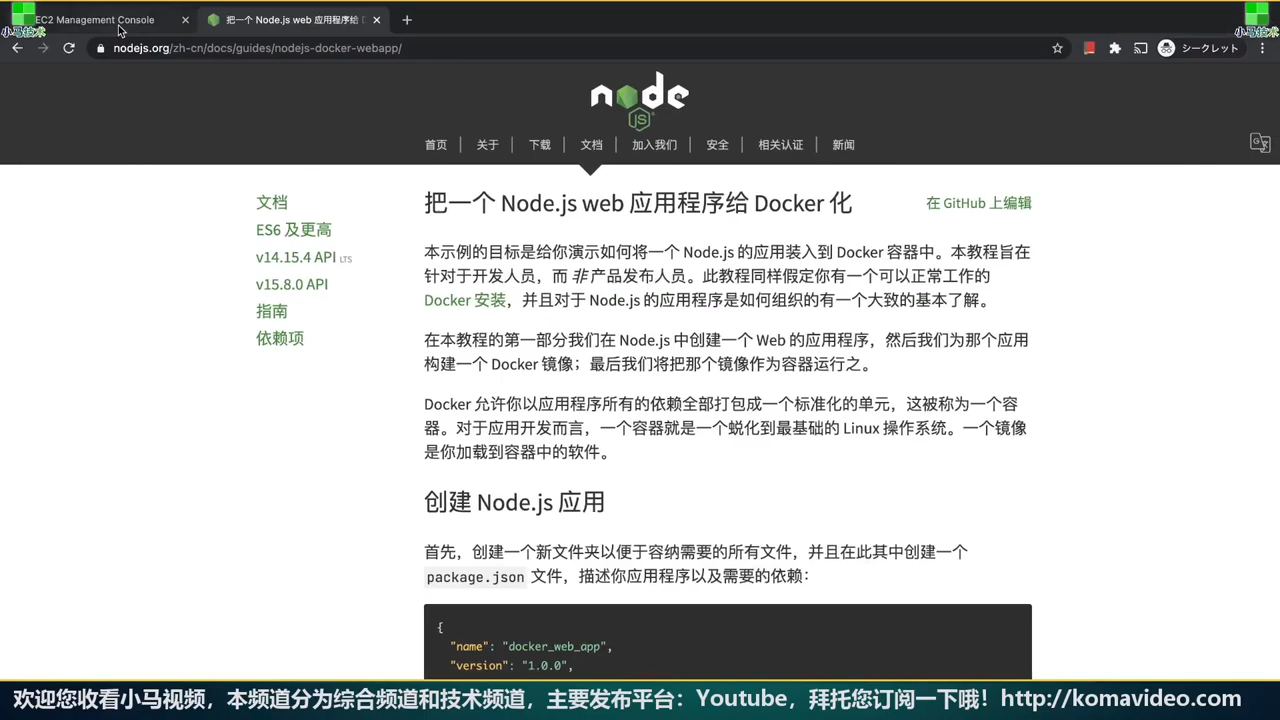 小马技术
EC2 Management Console
把一个 Node.js web 应用程序给 D
小马技术
nodejs.org/zh-cn/docs/guides/nodejs-docker-webapp/
シークレット
node
JS
首页
关于
下载
文档
加入我们
安全
相关认证
新闻
文档
ES6 及更高
v14.15.4 API LTS
v15.8.0 API
指南
依赖项
把一个 Node.js web 应用程序给 Docker 化
在 GitHub 上编辑
本示例的目标是给你演示如何将一个 Node.js 的应用装入到 Docker 容器中。本教程旨在
针对于开发人员，而 非 产品发布人员。此教程同样假定你有一个可以正常工作的
Docker 安装，并且对于 Node.js 的应用程序是如何组织的有一个大致的基本了解。
在本教程的第一部分我们在 Node.js 中创建一个 Web 的应用程序，然后我们为那个应用
构建一个 Docker 镜像；最后我们将把那个镜像作为容器运行之。
Docker 允许你以应用程序所有的依赖全部打包成一个标准化的单元，这被称为一个容
器。对于应用开发而言，一个容器就是一个蜕化到最基础的 Linux 操作系统。一个镜像
是你加载到容器中的软件。
创建 Node.js 应用
首先，创建一个新文件夹以便于容纳需要的所有文件，并且在此其中创建一个
package.json 文件，描述你应用程序以及需要的依赖：
{
"name": "docker_web_app",
"version": "1.0.0",
欢迎您收看小马视频，本频道分为综合频道和技术频道，主要发布平台：Youtube，拜托您订阅一下哦！http://komavideo.com